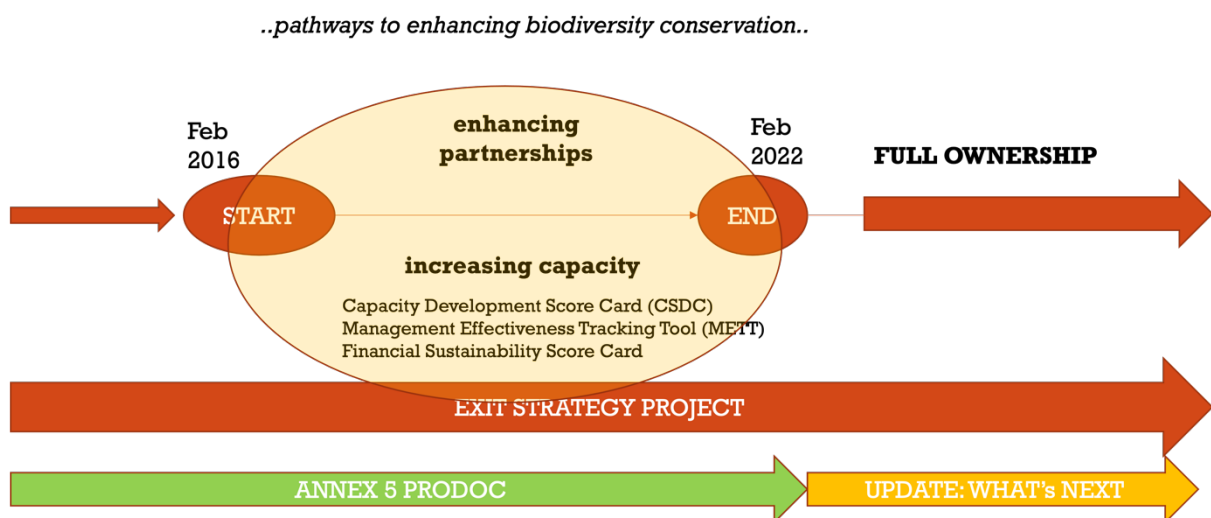 ..pathways to enhancing biodiversity conservation..
Feb
2016
enhancing
partnerships
Feb
2022
FULL OWNERSHIP
START
END
increasing capacity
Capacity Development Score Card (CSDC)
Management Effectiveness Tracking Tool (METT)
Financial Sustainability Score Card
EXIT STRATEGY PROJECT
ANNEX 5 PRODOC
UPDATE: WHAT's NEXT